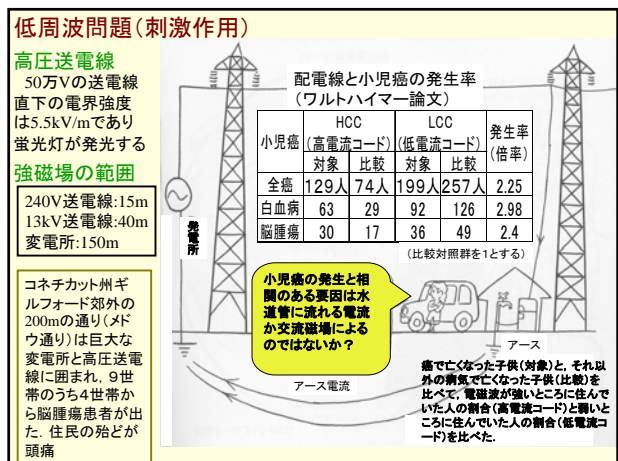 低周波問題(刺激作用)
高圧送電線
50万Vの送電線
直下の電界強度
は5.5kV/mであり
蛍光灯が発光する
強磁場の範囲
240V送電線:15m
13kV送電線:40m
変電所:150m
コネチカット州ギ
ルフォード郊外の
200mの通り(メド
ウ通り)は巨大な
変電所と高圧送電
線に囲まれ，９世
帯のうち４世帯か
ら脳腫瘍患者が出
た．住民の殆どが
頭痛
配電線と小児癌の発生率
(ワルトハイマー論文)
小児癌 HCC (高電流コード) LCC (低電流コード) 発生率 (倍率)
対象 比較 対象 比較
全癌 129人 74人 199人 257人 2.25
白血病 63 29 92 126 2.98
脳腫瘍 30 17 36 49 2.4
(比較対照群を1とする)
発電所
小児癌の発生と相
関のある要因は水
道管に流れる電流
か交流磁場による
のではないか？
アース
アース電流
癌で亡くなった子供(対象)と，それ以
外の病気で亡くなった子供(比較)を
比べて，電磁波が強いところに住んで
いた人の割合(高電流コード)と弱いと
ころに住んでいた人の割合(低電流コ
ード)を比べた．